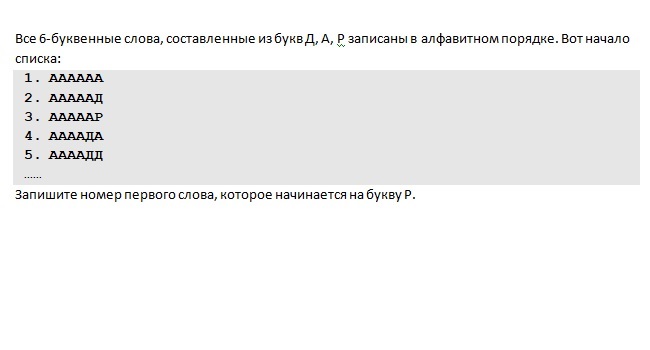 Все 6-буквенные слова, составленные из букв Д, А, Р записаны в алфавитном порядке. Вот начало
списка:
1. АААААА
2. АААААД
3. АААААР
4. ААААДА
5. ААААДД
......
Запишите номер первого слова, которое начинается на букву Р.